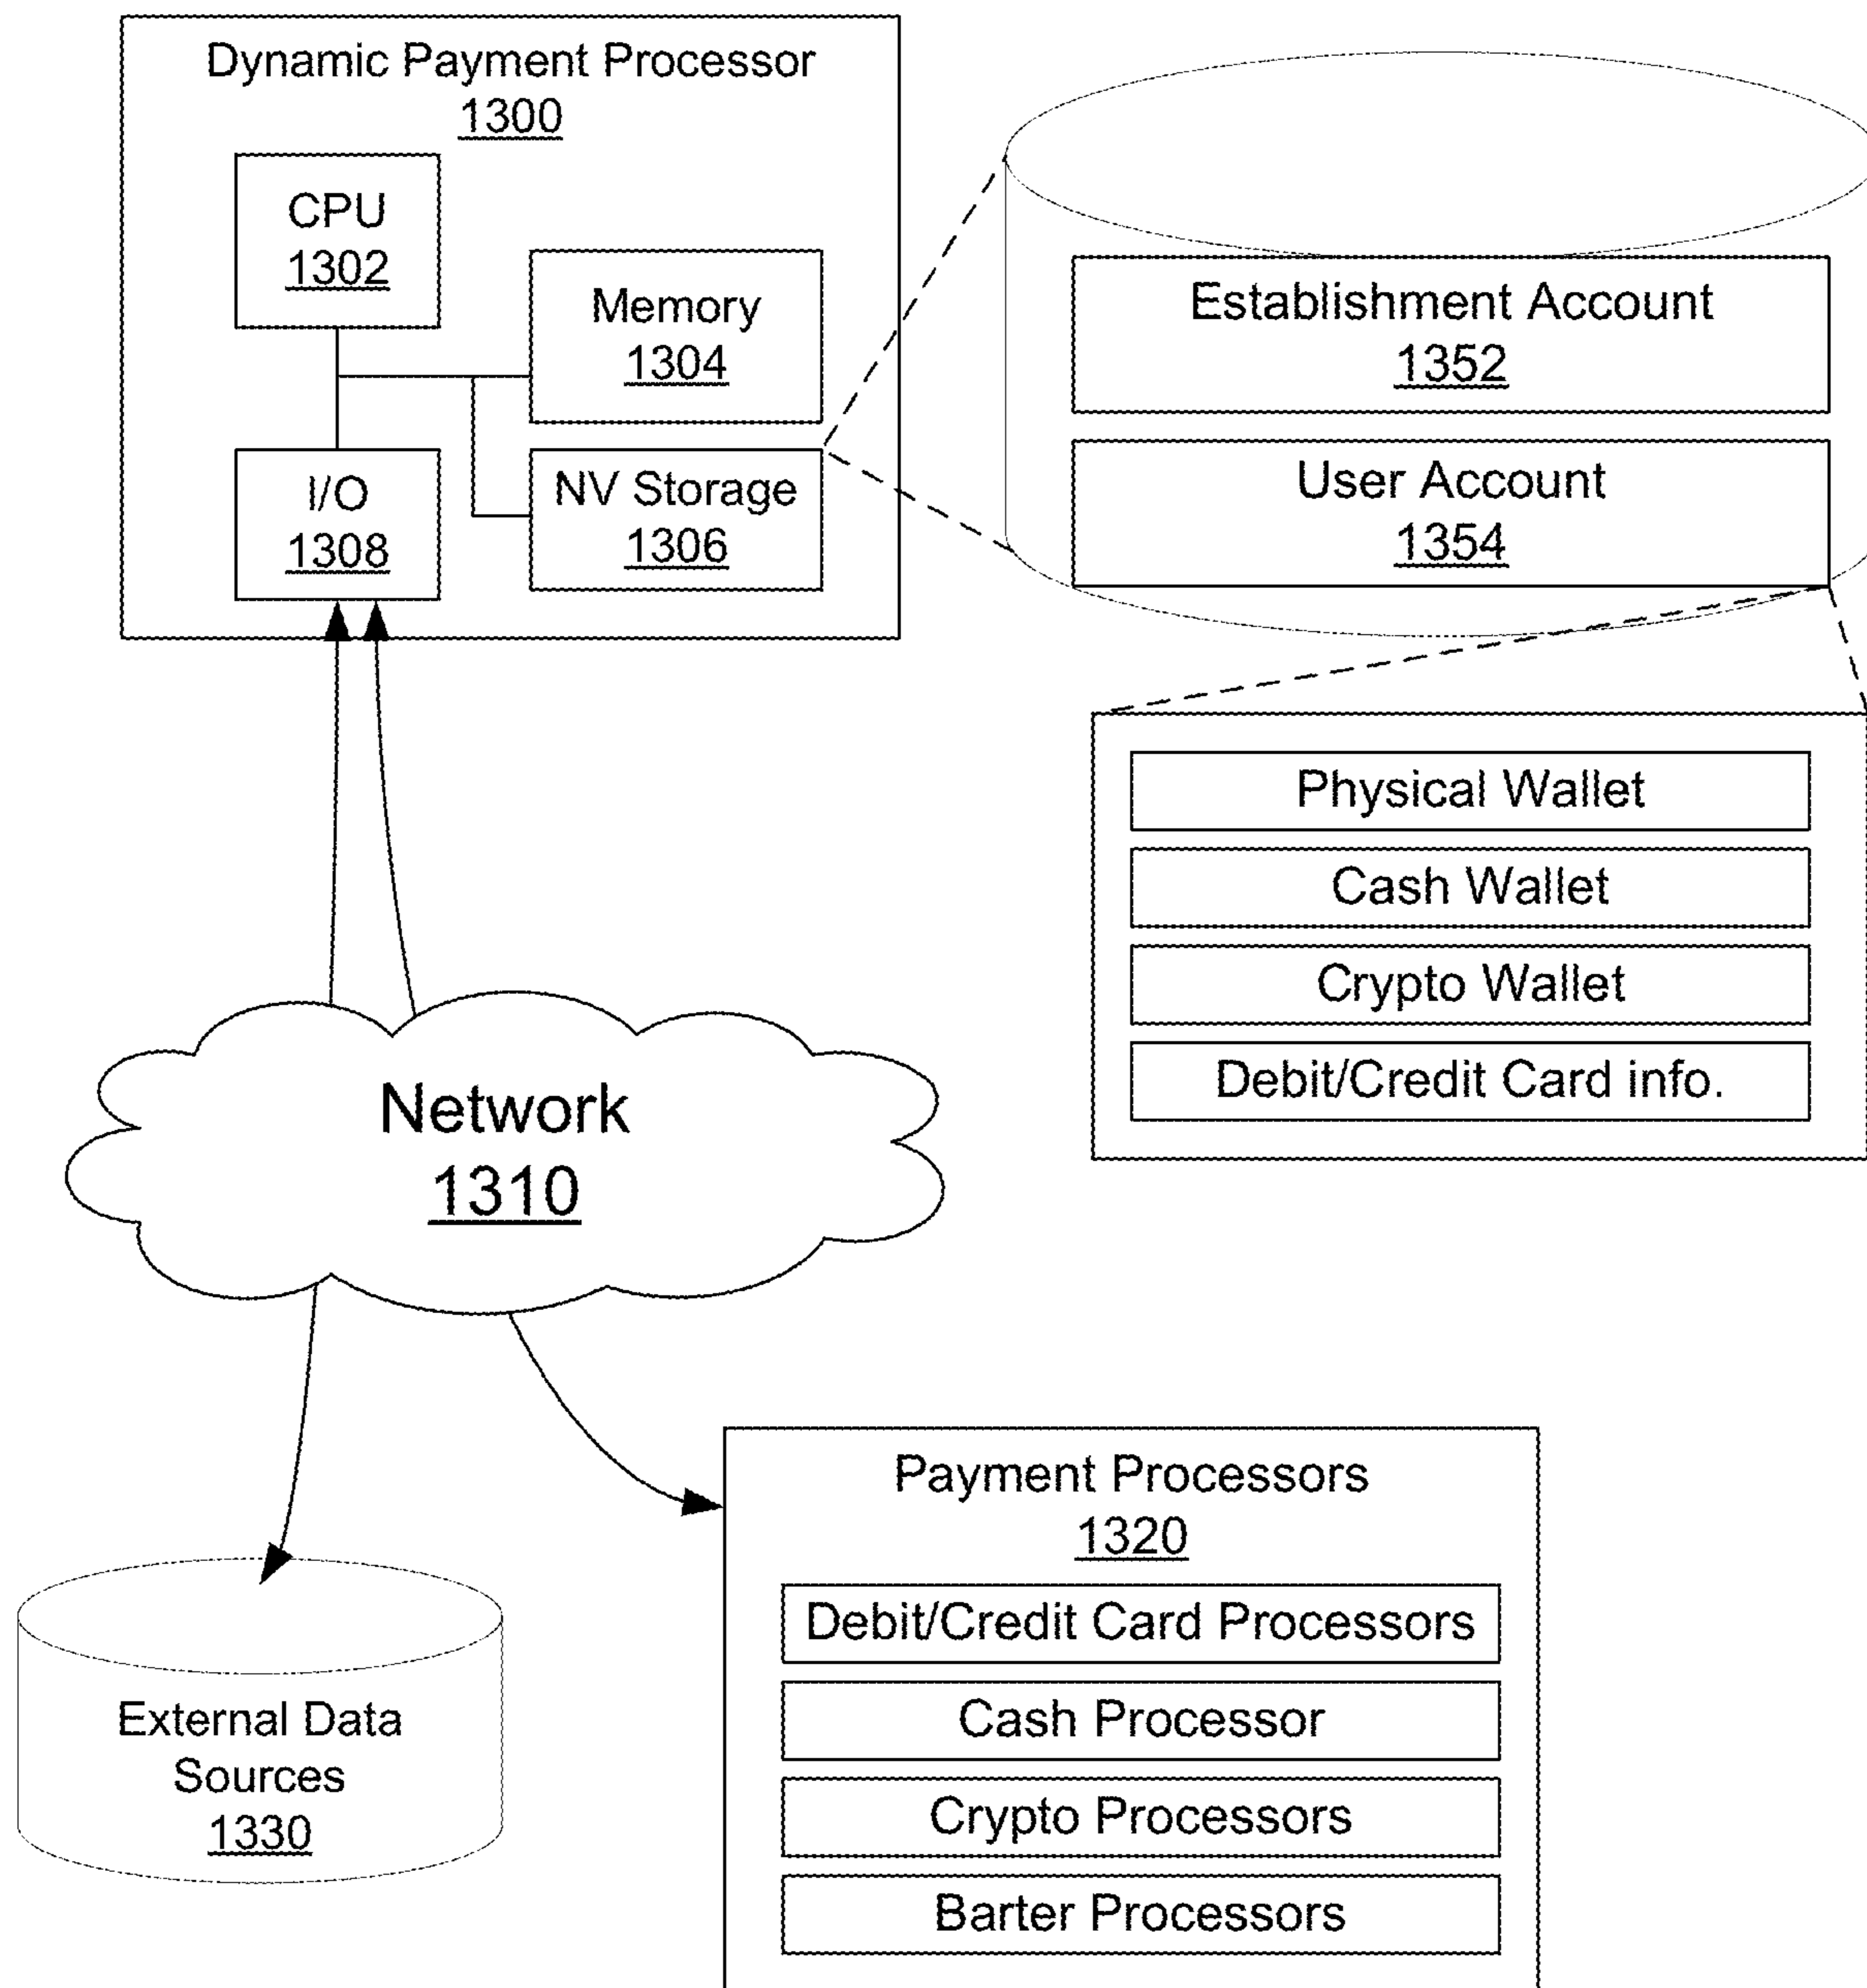 Dynamic Payment Processor
1300
CPU
1302
Memory
1304
I/O
1308
NV Storage
1306
Establishment Account
1352
User Account
1354
Physical Wallet
Cash Wallet
Crypto Wallet
Debit/Credit Card info.
Network
1310
External Data
Sources
1330
Payment Processors
1320
Debit/Credit Card Processors
Cash Processor
Crypto Processors
Barter Processors